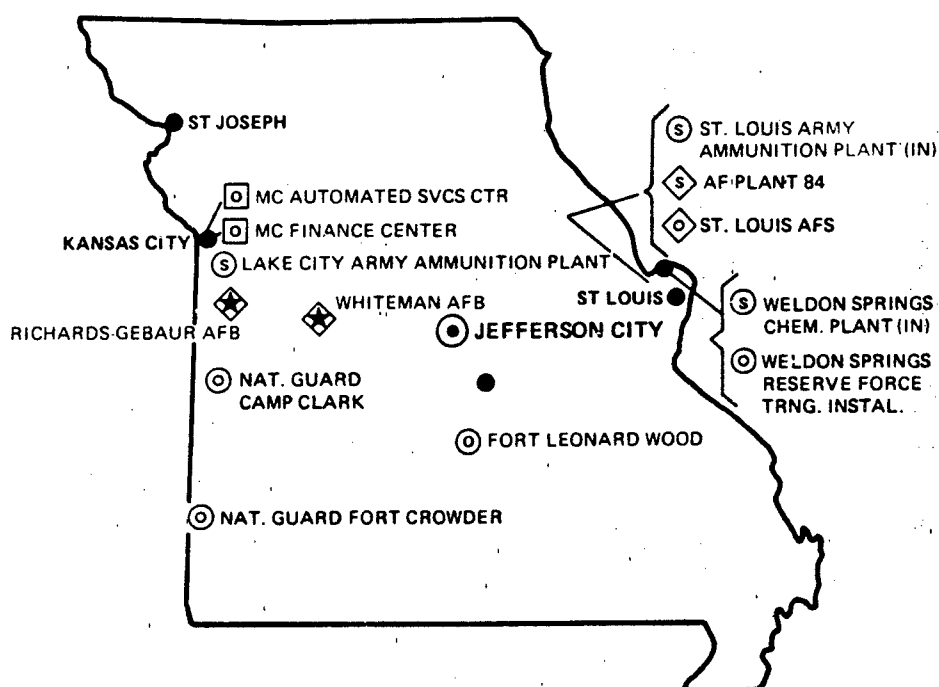 ST JOSEPH
S ST. LOUIS ARMY
AMMUNITION PLANT (IN)
S AF PLANT 84
O ST. LOUIS AFS
O MC AUTOMATED SVCS CTR
KANSAS CITY
O MC FINANCE CENTER
S LAKE CITY ARMY AMMUNITION PLANT
WHITEMAN AFB
RICHARDS-GEBAUR AFB
ST LOUIS
JEFFERSON CITY
S WELDON SPRINGS
CHEM. PLANT (IN)
O WELDON SPRINGS
RESERVE FORCE
TRNG. INSTAL.
O NAT. GUARD
CAMP CLARK
O FORT LEONARD WOOD
O NAT. GUARD FORT CROWDER